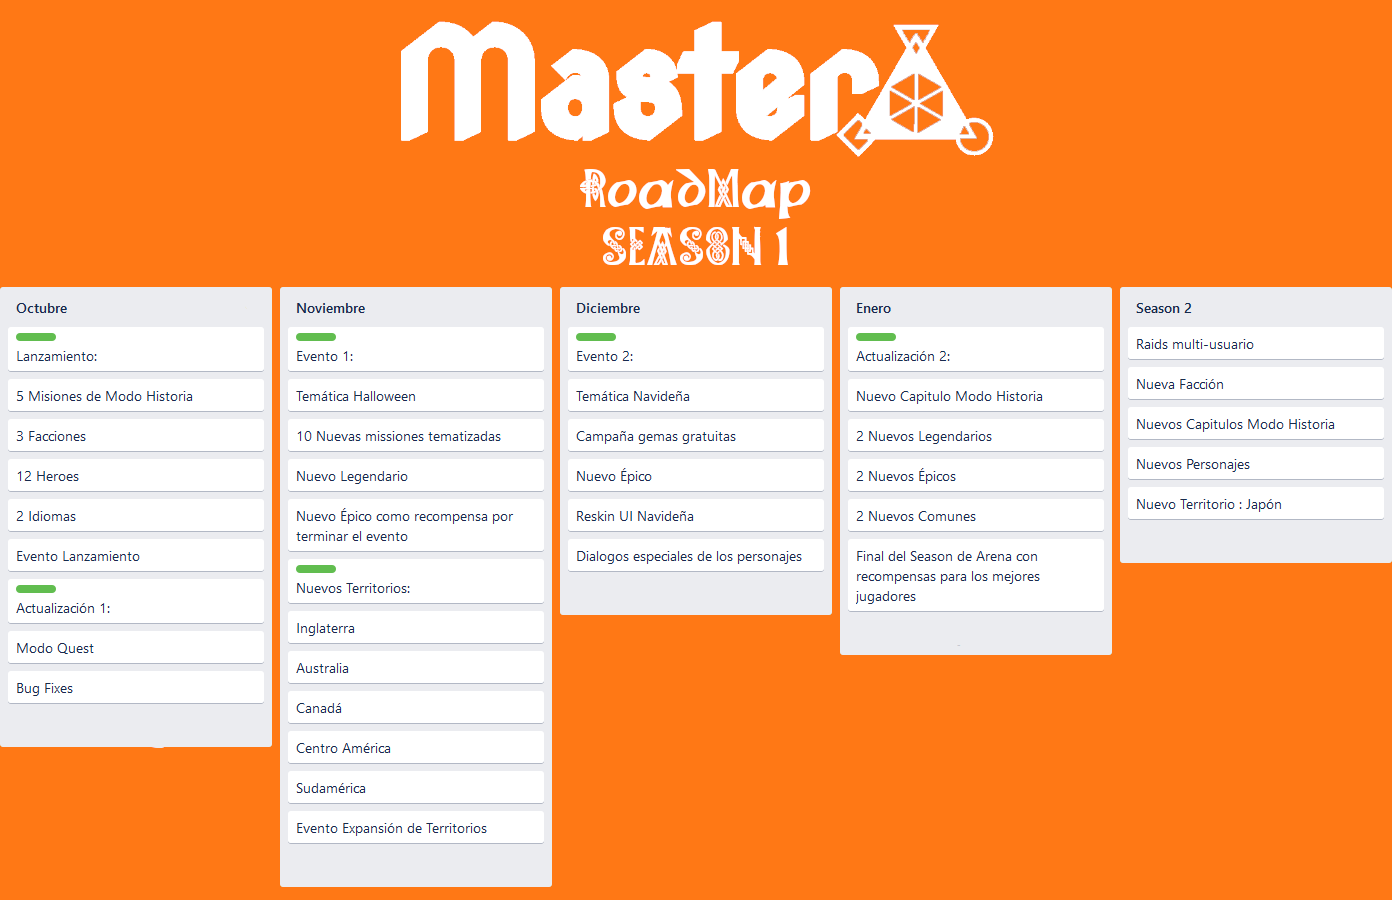 Master
RoadMap
SEASON 1
Octubre
Lanzamiento:
5 Misiones de Modo Historia
3 Facciones
12 Heroes
2 Idiomas
Evento Lanzamiento
Actualización 1:
Modo Quest
Bug Fixes
Noviembre
Evento 1:
Temática Halloween
10 Nuevas missiones tematizadas
Nuevo Legendario
Nuevo Épico como recompensa por
terminar el evento
Nuevos Territorios:
Inglaterra
Australia
Canadá
Centro América
Sudamérica
Evento Expansión de Territorios
Diciembre
Evento 2:
Temática Navideña
Campaña gemas gratuitas
Nuevo Épico
Reskin UI Navideña
Dialogos especiales de los personajes
Enero
Actualización 2:
Nuevo Capitulo Modo Historia
2 Nuevos Legendarios
2 Nuevos Épicos
2 Nuevos Comunes
Final del Season de Arena con
recompensas para los mejores
jugadores
Season 2
Raids multi-usuario
Nueva Facción
Nuevos Capitulos Modo Historia
Nuevos Personajes
Nuevo Territorio : Japón